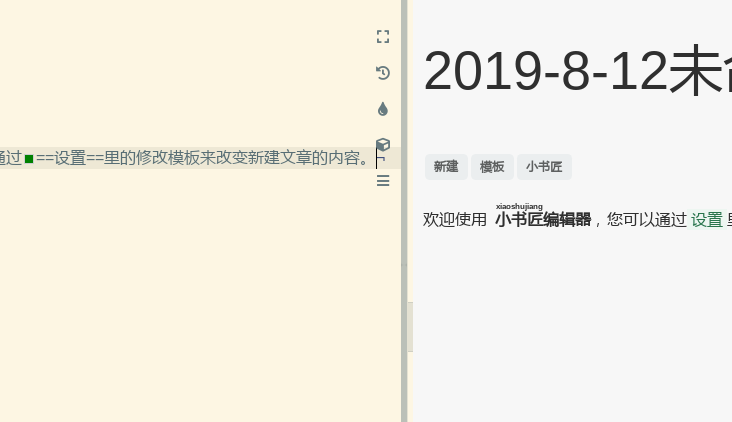 通过■==设置==里的修改模板来改变新建文章的内容。
2019-8-12未命
新建 模板 小书匠
xiaoshujiang
欢迎使用 小书匠编辑器，您可以通过 设置 里